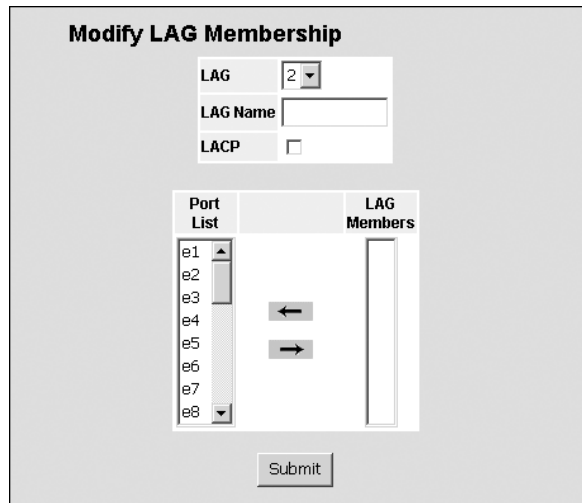 Modify LAG Membership
LAG 2
LAG Name
LACP
Port List
LAG Members
e1
e2
e3
e4
e5
e6
e7
e8
Submit